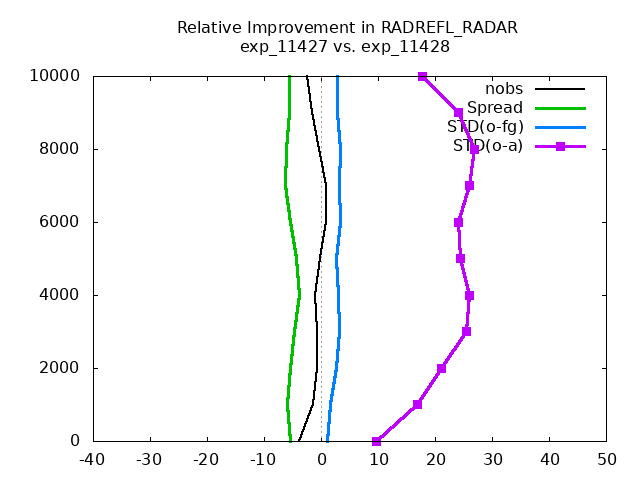 Relative Improvement in RADREFL_RADAR
exp_11427 vs. exp_11428
10000
8000
6000
4000
2000
0
nobs
Spread
STD(o-fg)
STD(o-a)
-40 -30 -20 -10 0 10 20 30 40 50